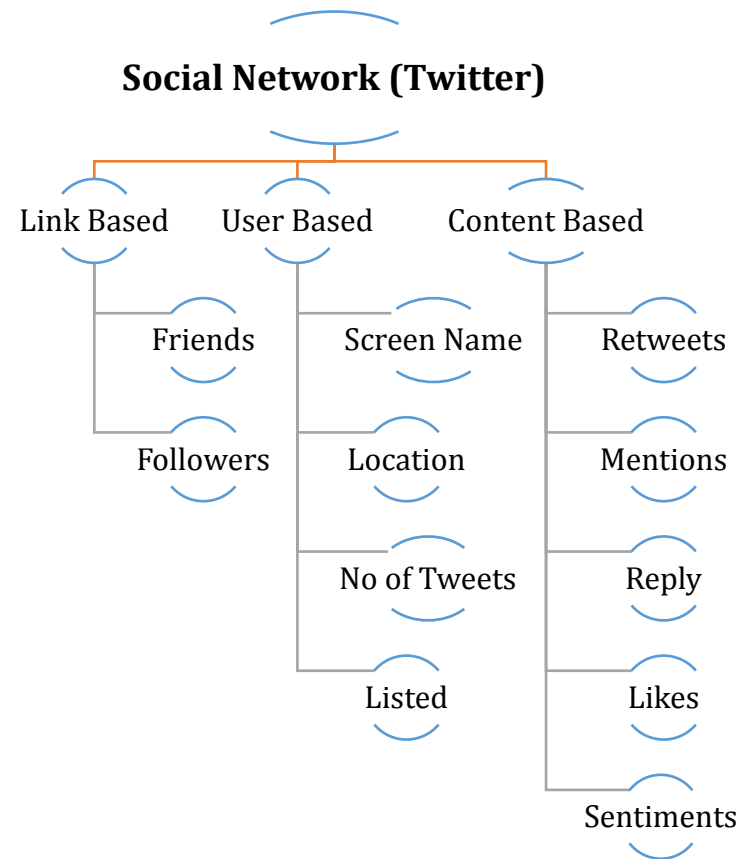 Social Network (Twitter)
Link Based
User Based
Content Based
Friends
Screen Name
Retweets
Followers
Location
Mentions
No of Tweets
Reply
Listed
Likes
Sentiments